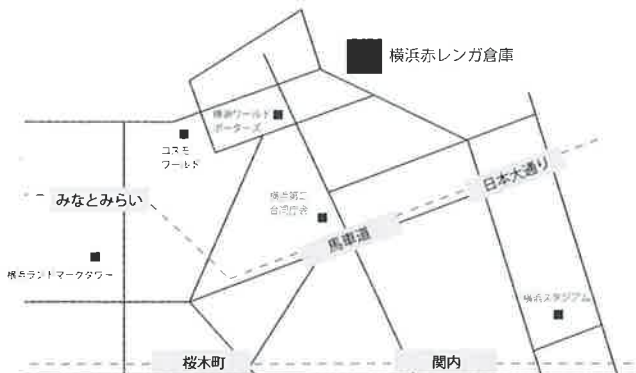 横浜赤レンガ倉庫
横浜ワールド
ポーターズ
コスモ
ワールド
横浜第二
合同庁舎
みなとみらい
日本大通り
馬車道
横浜ランドマークタワー
横浜スタジアム
桜木町
関内